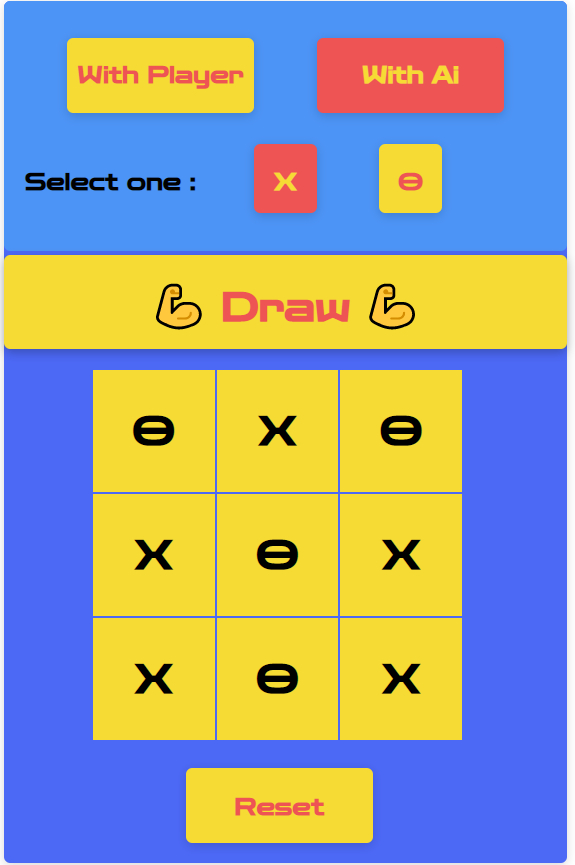 With Player With Ai
Select one : X O
💪 Draw 💪
O X O
X O X
X O X
Reset